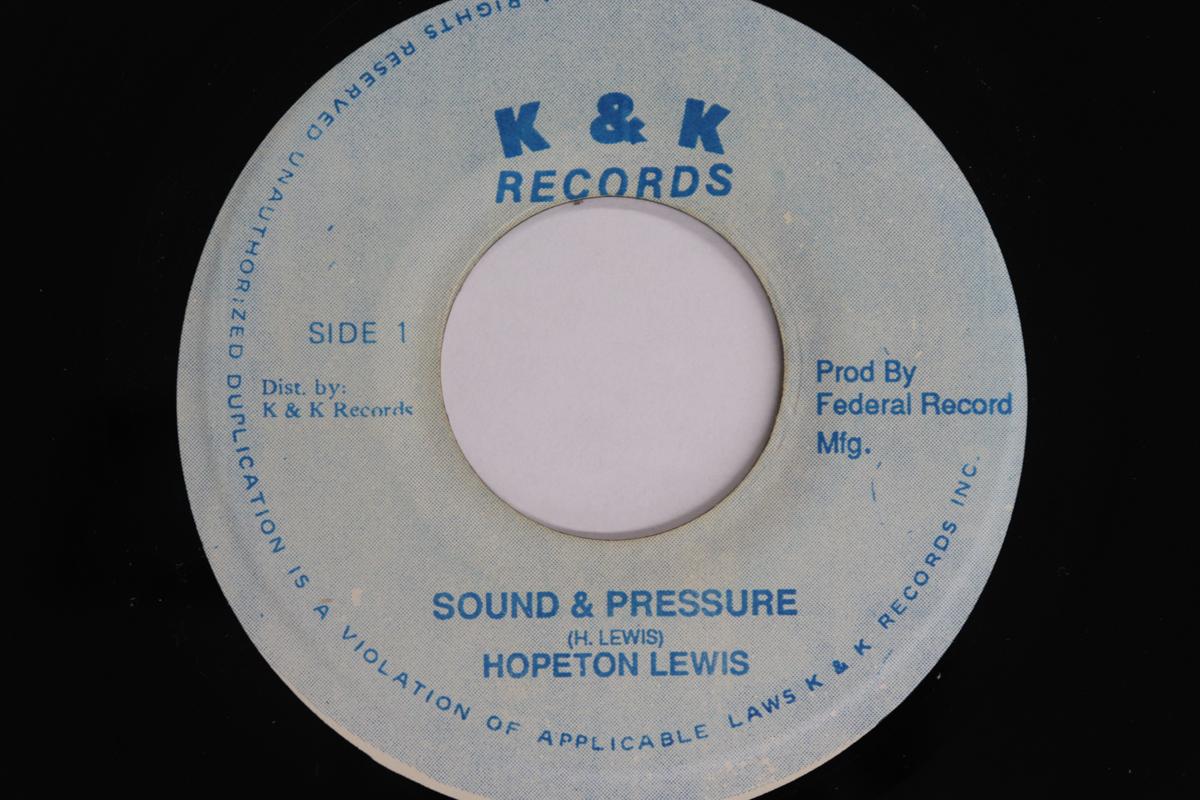 K & K
RECORDS
SIDE 1
Dist. by:
K & K Records
Prod By
Federal Record
Mfg.
SOUND & PRESSURE
(H. LEWIS)
HOPETON LEWIS
RIGHTS RESERVED UNAUTHORIZED DUPLICATION IS A VIOLATION OF APPLICABLE LAWS K & K RECORDS INC.